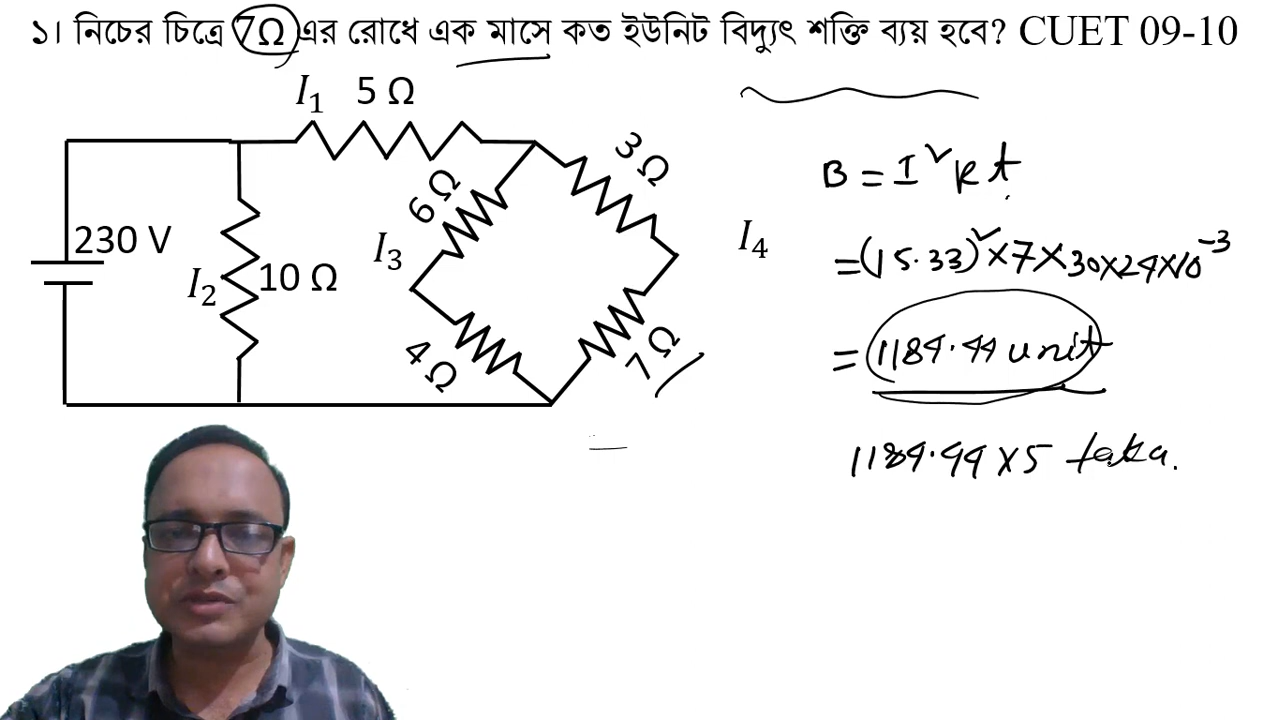 ১। নিচের চিত্রে 7Ω এর রোধে এক মাসে কত ইউনিট বিদ্যুৎ শক্তি ব্যয় হবে? CUET 09-10
I₁ 5 Ω
3 Ω
6 Ω
230 V
I₂
10 Ω
I₃
I₄
4 Ω
7 Ω
B = I² R t
= (15.33)² × 7 × 30 × 24 × 10⁻³
= 1184.44 unit
1184.44 × 5 taka.